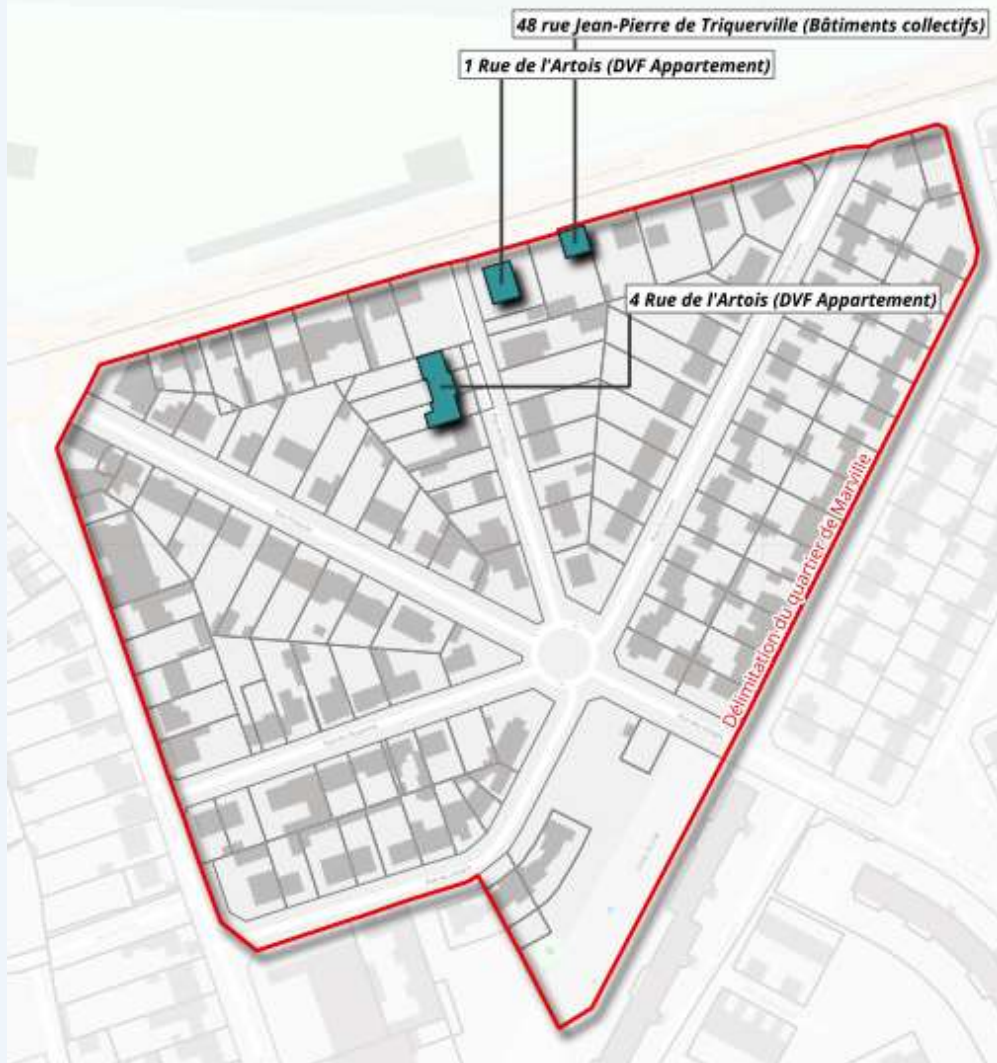 48 rue Jean-Pierre de Triquerville (Bâtiments collectifs)
1 Rue de l'Artois (DVF Appartement)
4 Rue de l'Artois (DVF Appartement)
Délimitation du quartier de Marville